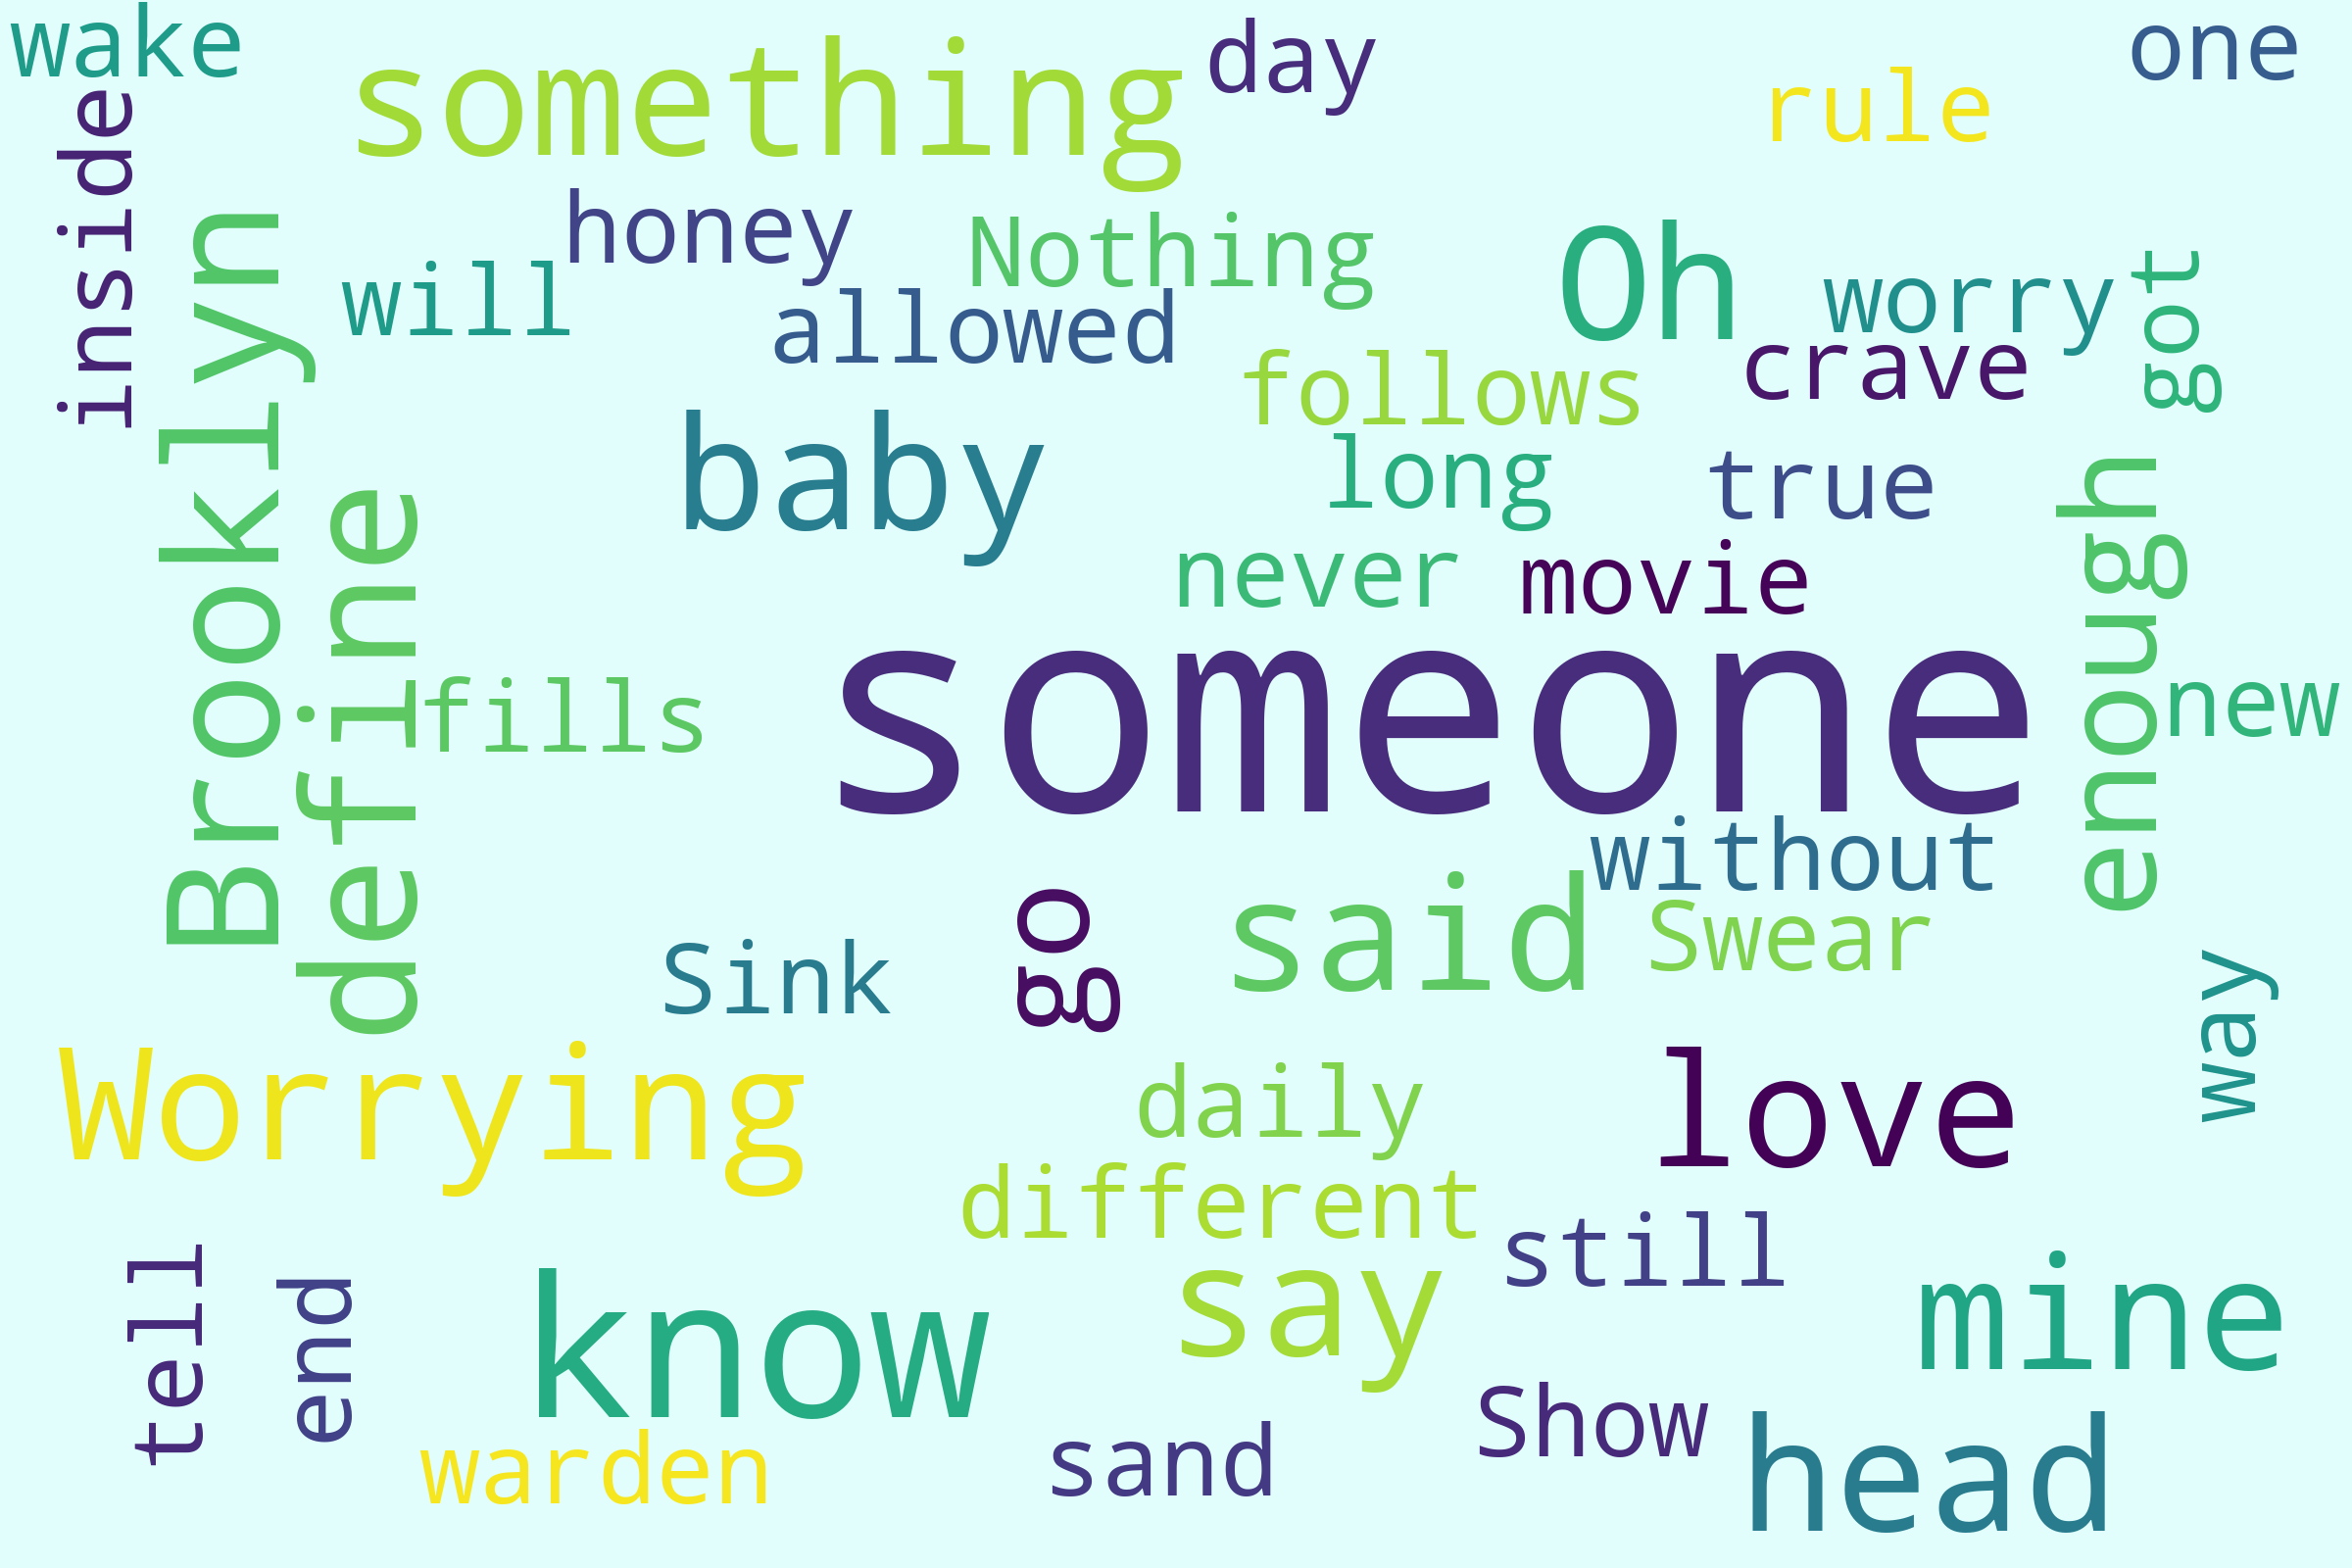 wake
something
day
one
rule
inside
honey
Nothing
Oh
Brooklyn
will
allowed
worry
got
follows
crave
baby
long
true
define
never
movie
enough
someone
fills
new
without
said
Swear
go
Sink
way
Worrying
love
daily
different
still
tell
end
know
say
mine
Show
warden
sand
head